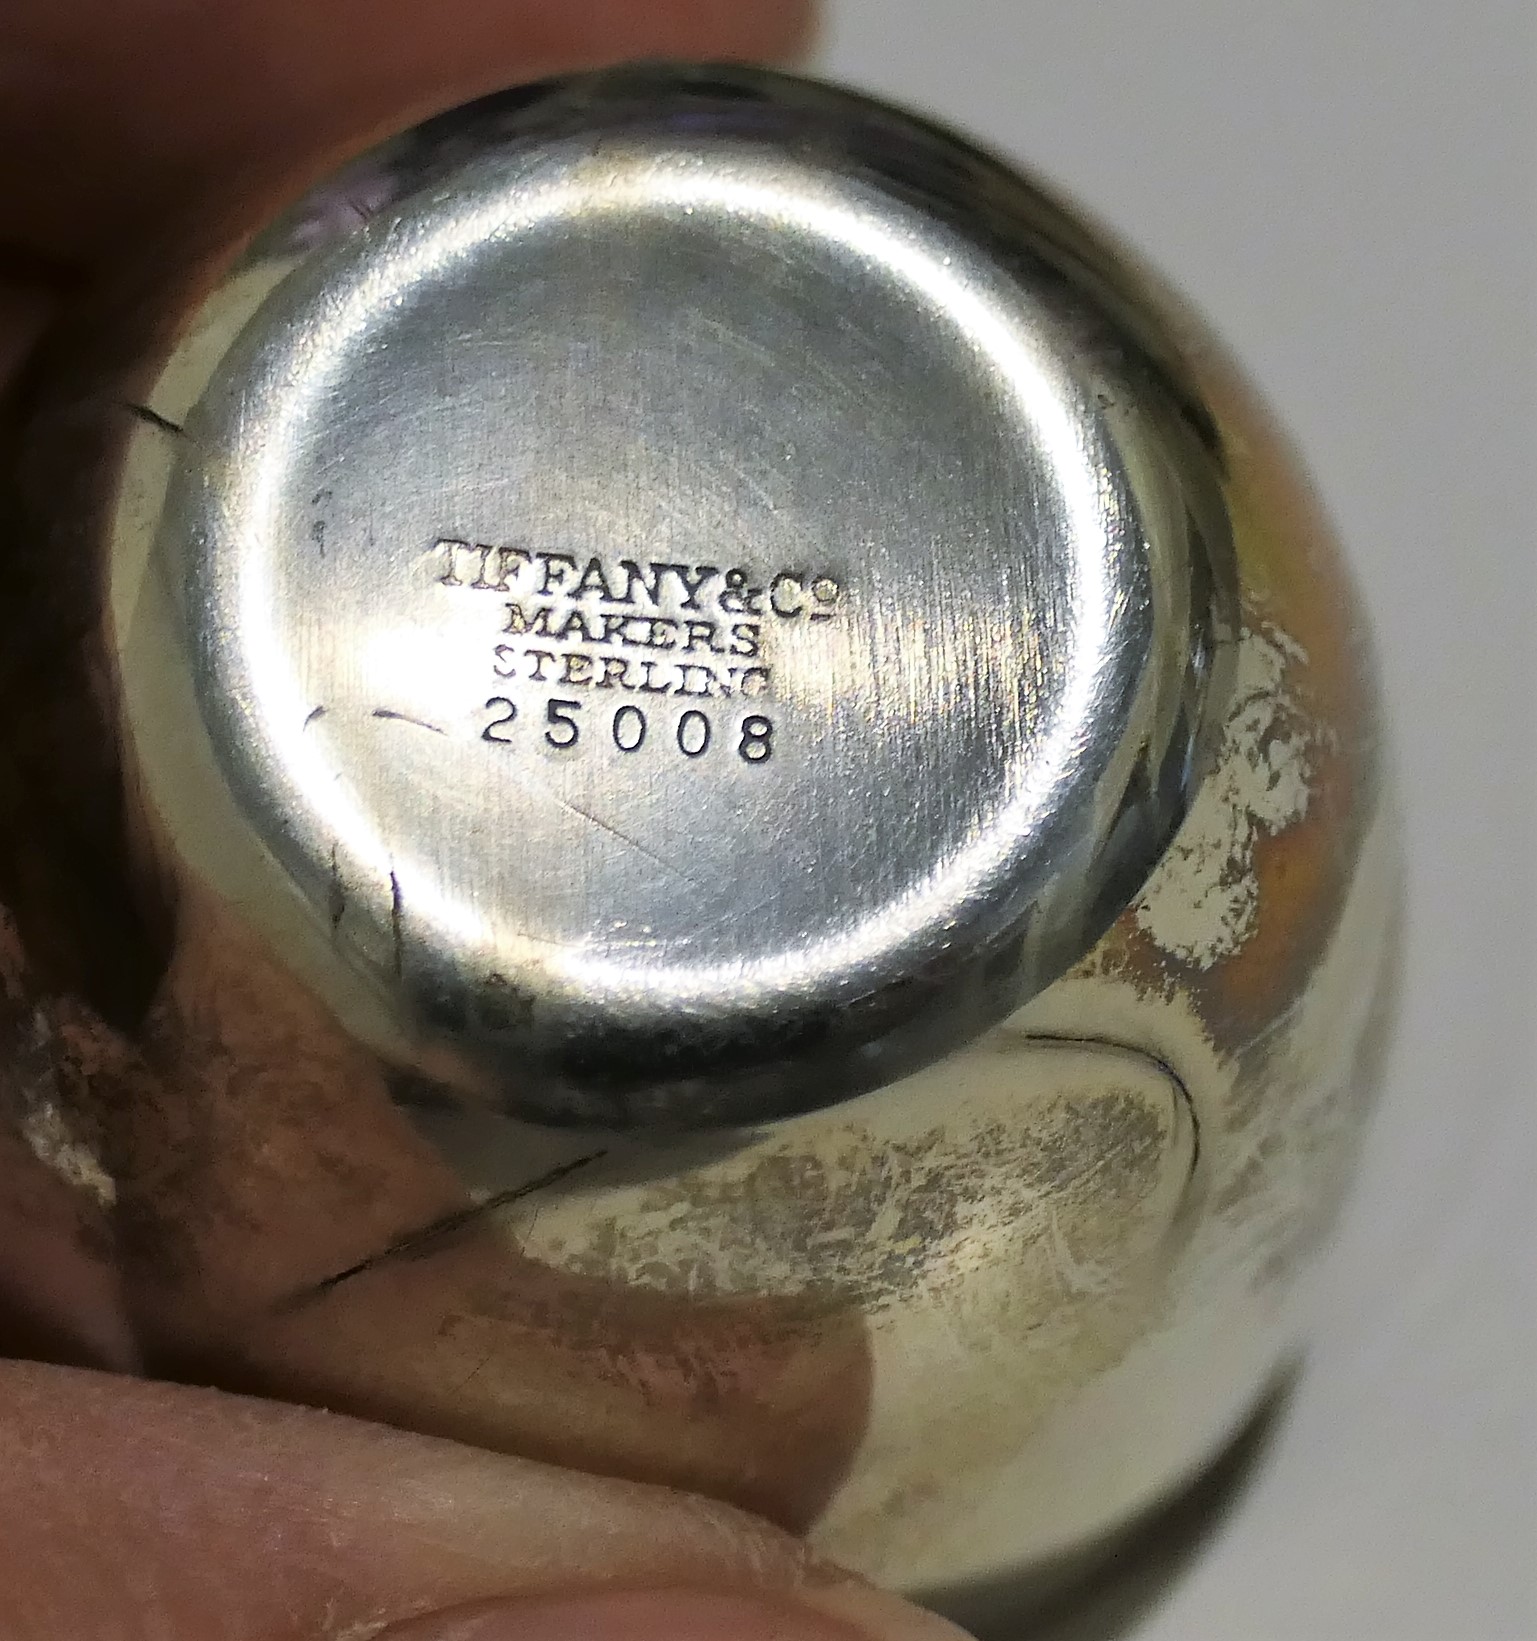 TIFFANY & Cº
MAKERS
STERLING
25008